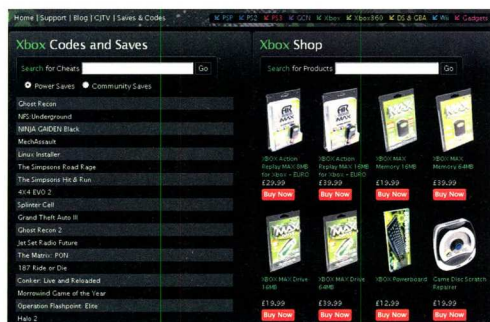 Home | Support | Blog | CJTV | Saves & Codes
PSP PS2 PS3 GCN Xbox Xbox360 DS & GBA Wii Gadgets
Xbox Codes and Saves
Search for Cheats Go
Power Saves Community Saves
Ghost Recon
NFS:Underground
NINJA GAIDEN Black
MechAssault
Linux Installer
The Simpsons Road Rage
The Simpsons Hit & Run
4X4 EVO 2
Splinter Cell
Grand Theft Auto III
Ghost Recon 2
Jet Set Radio Future
The Matrix: PON
187 Ride or Die
Conker: Live and Reloaded
Morrowind Game of the Year
Operation Flashpoint: Elite
Halo 2
Xbox Shop
Search for Products Go
XBOX Action Replay MAX 8MB for Xbox - EURO
£29.99
Buy Now
XBOX Action Replay MAX 16MB for Xbox - EURO
£39.99
Buy Now
XBOX MAX Memory 16MB
£19.99
Buy Now
XBOX MAX Memory 64MB
£39.99
Buy Now
XBOX MAX Drive 16MB
£19.99
Buy Now
XBOX MAX Drive 64MB
£39.99
Buy Now
XBOX Powerboard
£12.99
Buy Now
Game Disc Scratch Repairer
£19.99
Buy Now